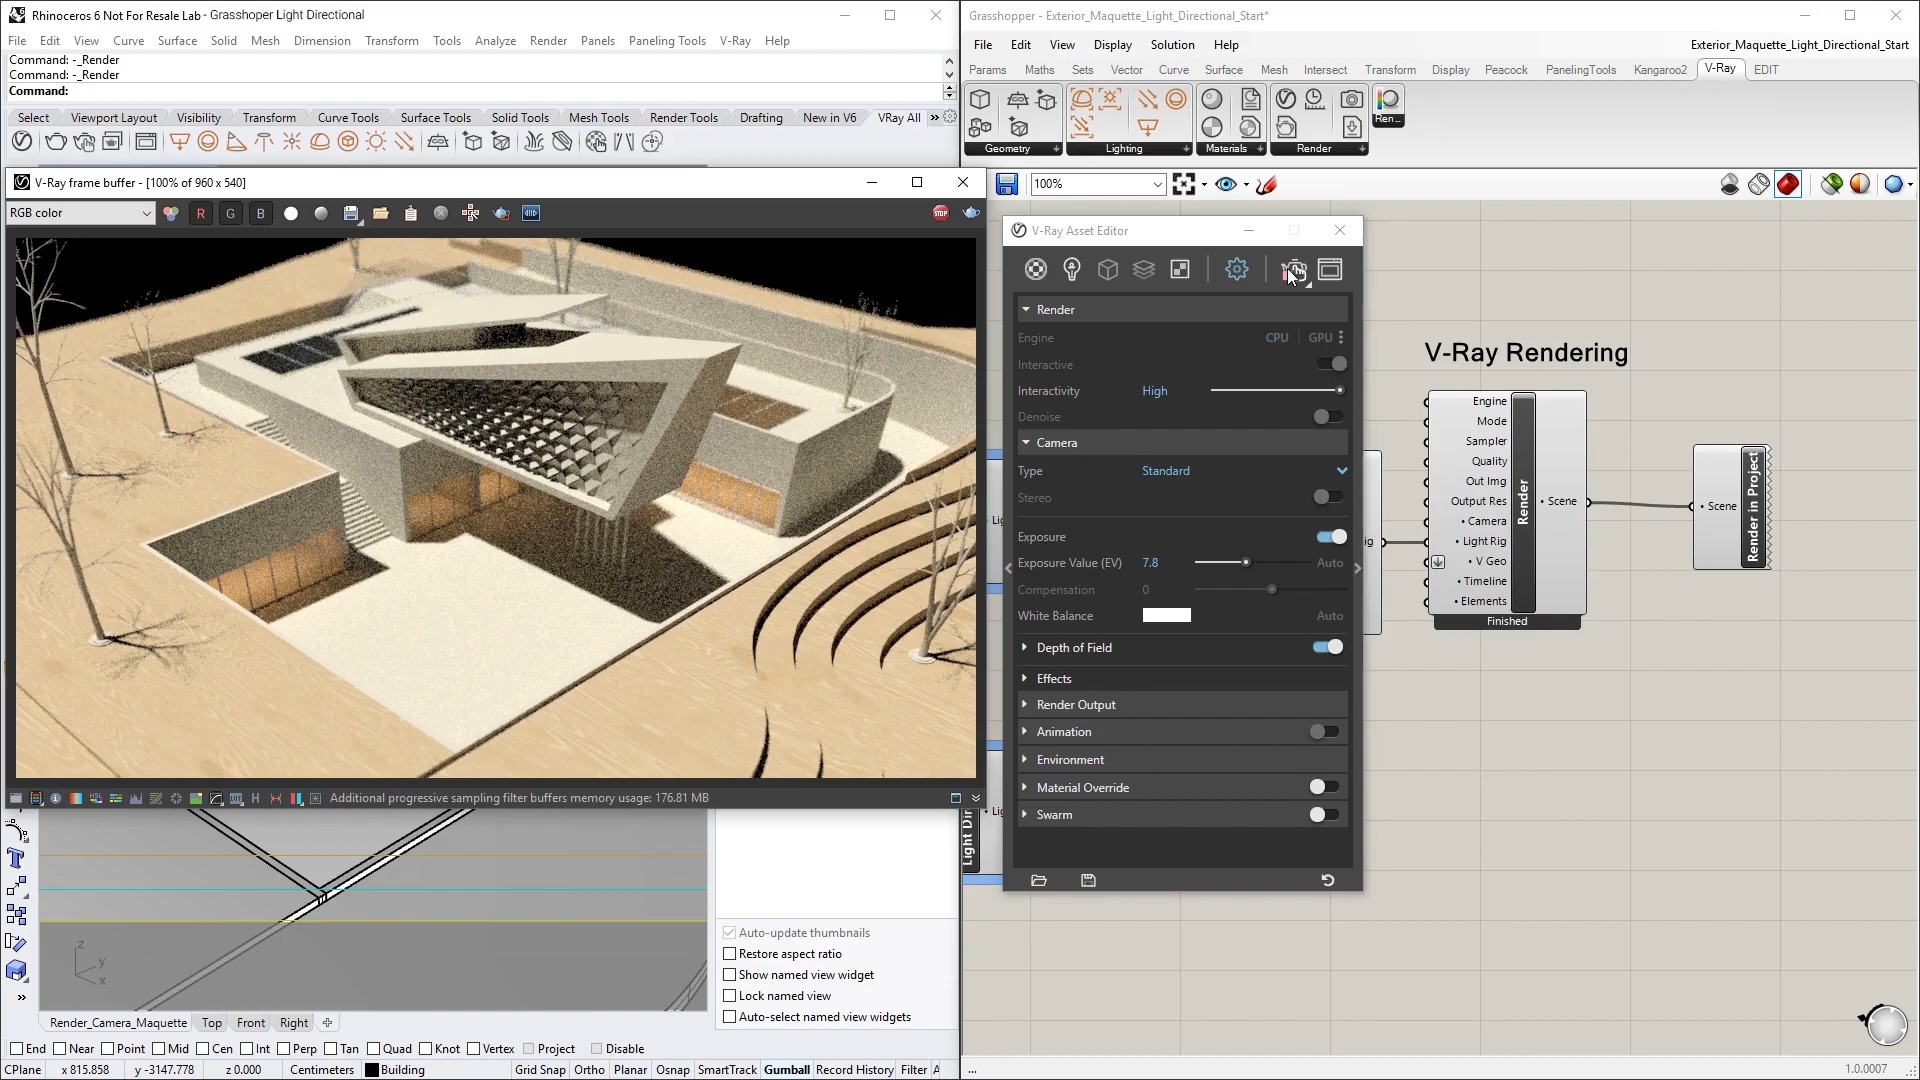 Rhinoceros 6 Not For Resale Lab - Grasshoper Light Directional
File Edit View Curve Surface Solid Mesh Dimension Transform Tools Analyze Render Panels Paneling Tools V-Ray Help
Command: -_Render
Command: -_Render
Command:
Select Viewport Layout Visibility Transform Curve Tools Surface Tools Solid Tools Mesh Tools Render Tools Drafting New in V6 VRay All
V-Ray frame buffer - [100% of 960 x 540]
RGB color R G B STOP
Additional progressive sampling filter buffers memory usage: 176.81 MB
z
y
x
Auto-update thumbnails
Restore aspect ratio
Show named view widget
Lock named view
Auto-select named view widgets
Render_Camera_Maquette Top Front Right
End Near Point Mid Cen Int Perp Tan Quad Knot Vertex Project Disable
CPlane x 815.858 y -3147.778 z 0.000 Centimeters Building Grid Snap Ortho Planar Osnap SmartTrack Gumball Record History Filter A
Grasshopper - Exterior_Maquette_Light_Directional_Start*
File Edit View Display Solution Help Exterior_Maquette_Light_Directional_Start
Params Maths Sets Vector Curve Surface Mesh Intersect Transform Display Peacock PanelingTools Kangaroo2 V-Ray EDIT
Ren...
Geometry Lighting Materials Render
100%
V-Ray Asset Editor
Render
Engine CPU GPU
Interactive
Interactivity High
Denoise
Camera
Type Standard
Stereo
Exposure
Exposure Value (EV) 7.8 Auto
Compensation 0
White Balance Auto
Depth of Field
Effects
Render Output
Animation
Environment
Material Override
Swarm
Lig
Lig
Light Dir
ig
V-Ray Rendering
Engine
Mode
Sampler
Quality
Out Img
Output Res
• Camera
• Light Rig
• V Geo
• Timeline
• Elements
Render
• Scene
Finished
• Scene
Render in Project
... 1.0.0007